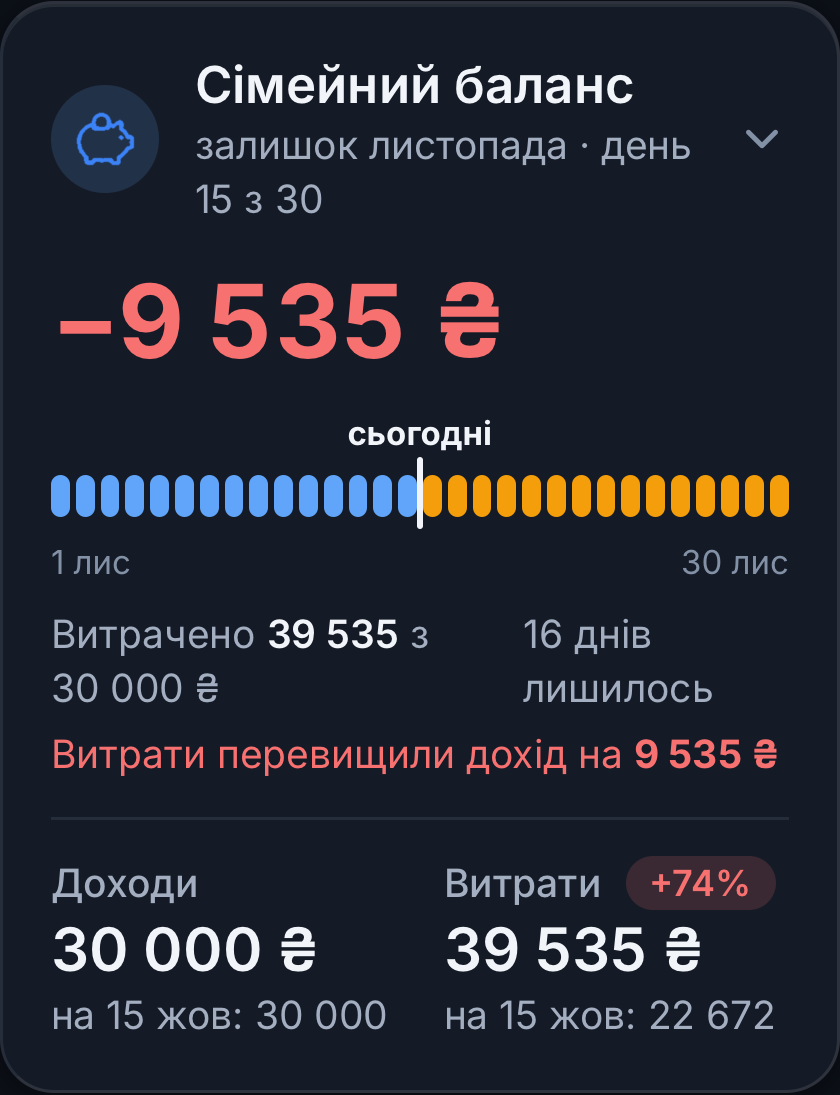 Сімейний баланс
залишок листопада · день
15 з 30
−9 535 ₴
сьогодні
1 лис
30 лис
Витрачено 39 535 з
30 000 ₴
16 днів
лишилось
Витрати перевищили дохід на 9 535 ₴
Доходи
30 000 ₴
на 15 жов: 30 000
Витрати +74%
39 535 ₴
на 15 жов: 22 672